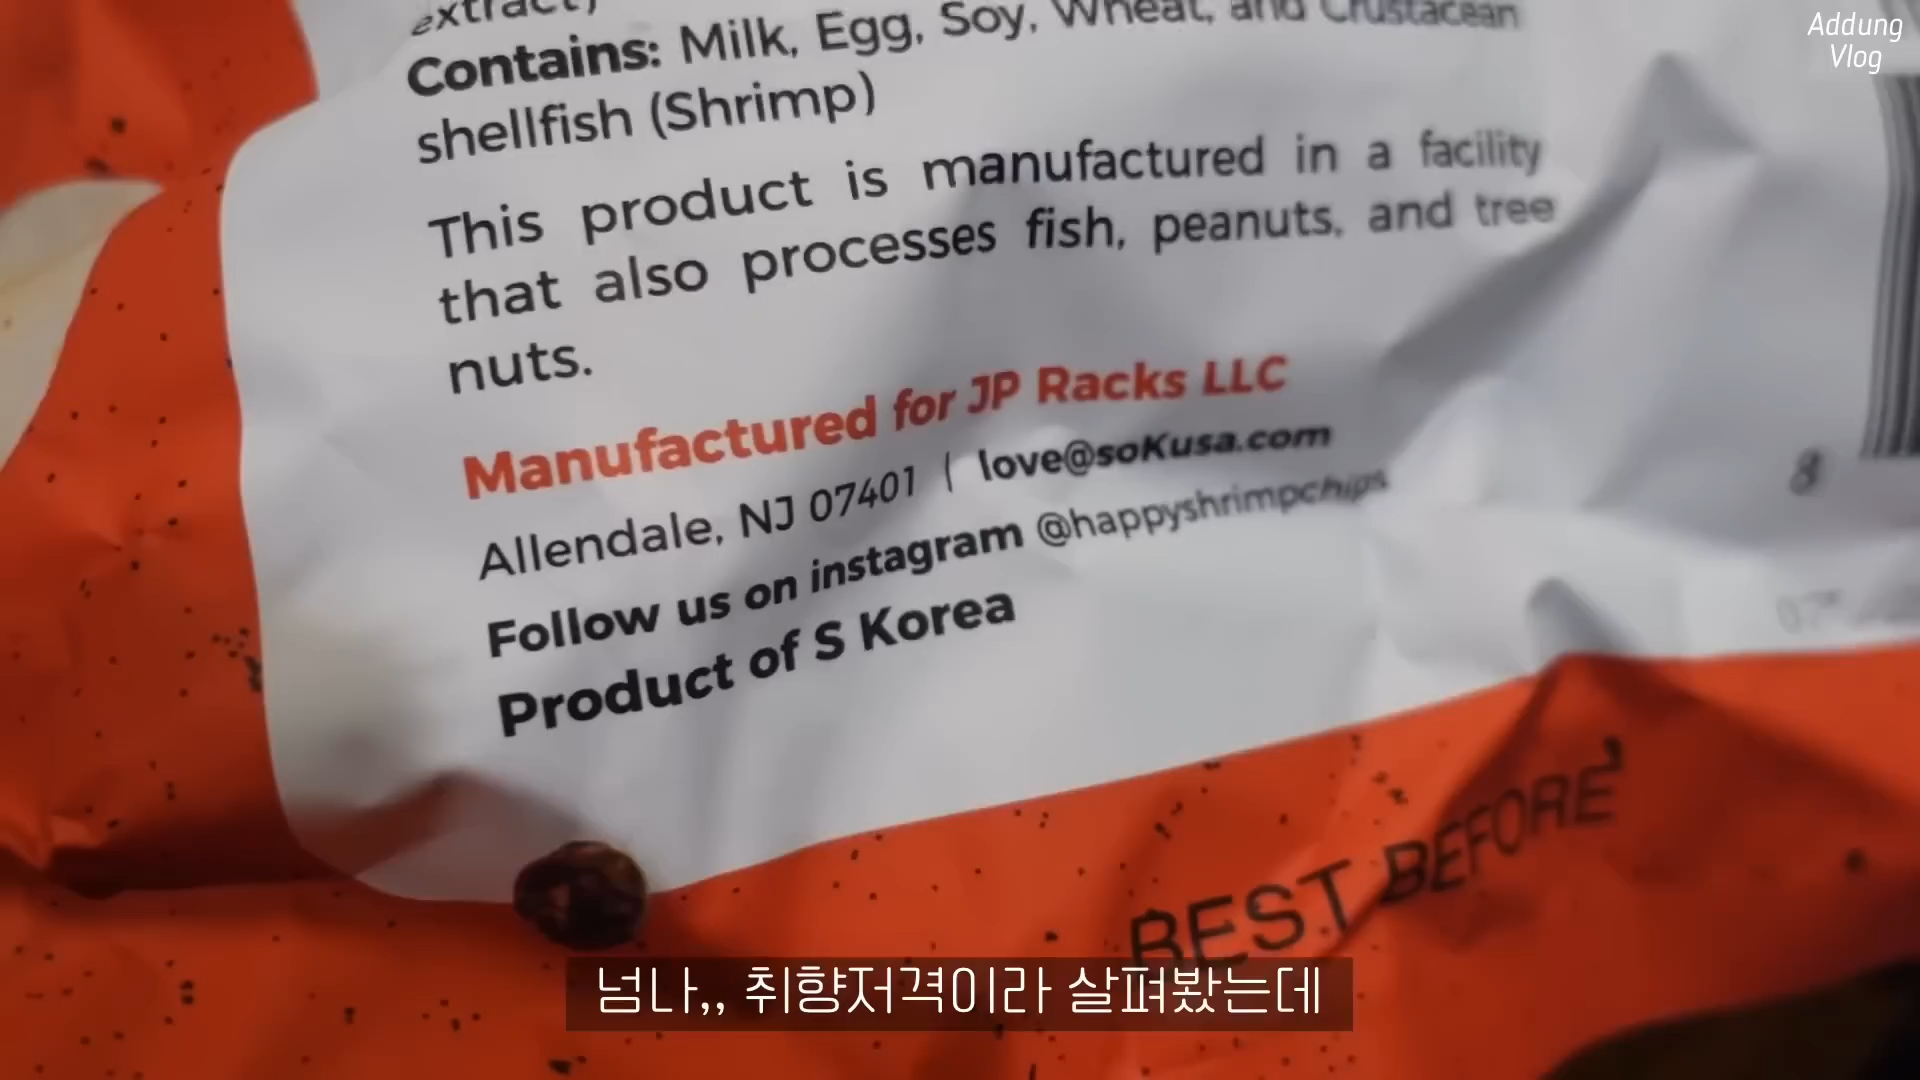 extract)
Contains: Milk, Egg, Soy, Wheat, and Crustacean
shellfish (Shrimp)
This product is manufactured in a facility
that also processes fish, peanuts, and tree
nuts.
Manufactured for JP Racks LLC
Allendale, NJ 07401 | love@soKusa.com
Follow us on instagram @happyshrimpchips
Product of S Korea
8
BEST BEFORE
넘나,, 취향저격이라 살펴봤는데
Addung
Vlog